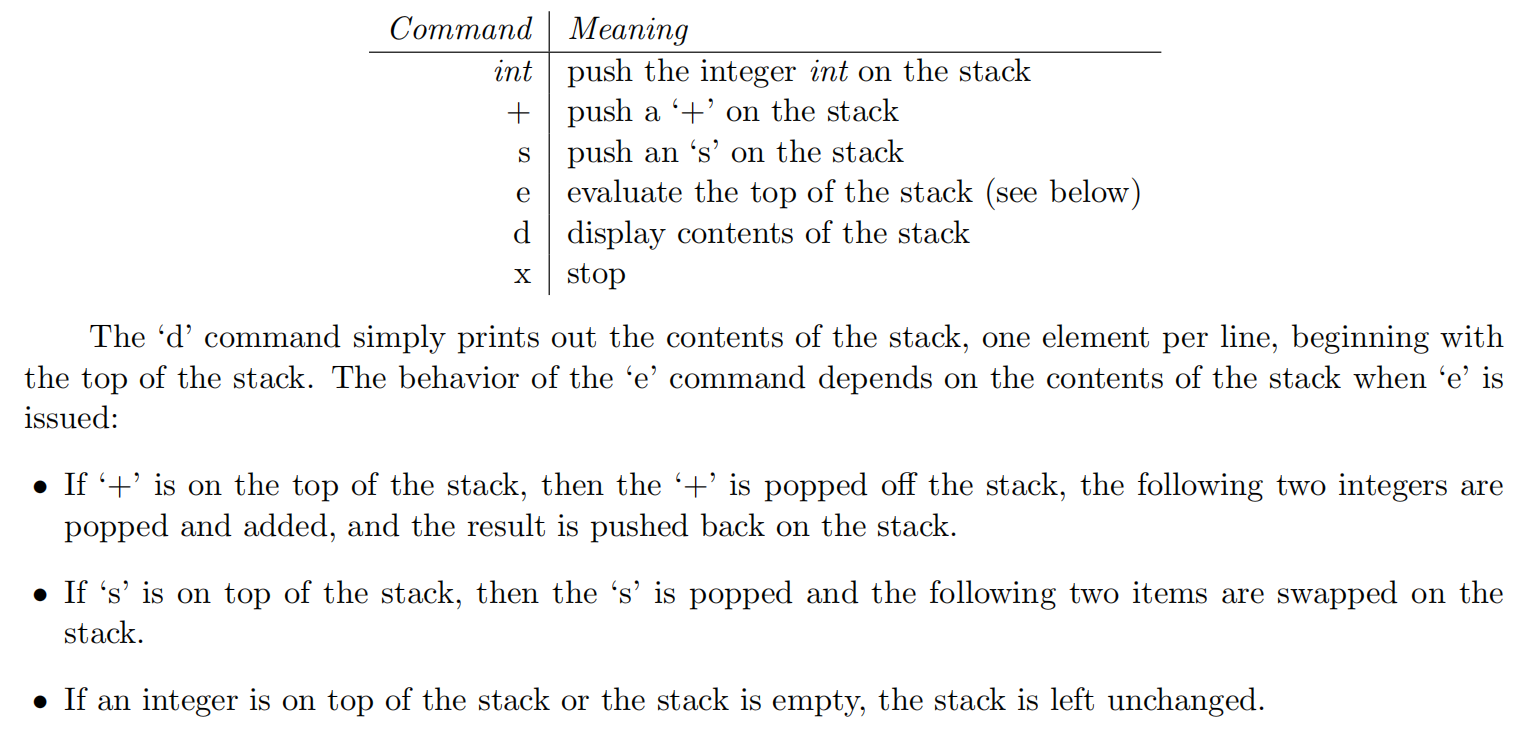 Command Meaning
int push the integer int on the stack
+ push a ‘+’ on the stack
s push an ‘s’ on the stack
e evaluate the top of the stack (see below)
d display contents of the stack
x stop
The ‘d’ command simply prints out the contents of the stack, one element per line, beginning with
the top of the stack. The behavior of the ‘e’ command depends on the contents of the stack when ‘e’ is
issued:
• If ‘+’ is on the top of the stack, then the ‘+’ is popped off the stack, the following two integers are
popped and added, and the result is pushed back on the stack.
• If ‘s’ is on top of the stack, then the ‘s’ is popped and the following two items are swapped on the
stack.
• If an integer is on top of the stack or the stack is empty, the stack is left unchanged.